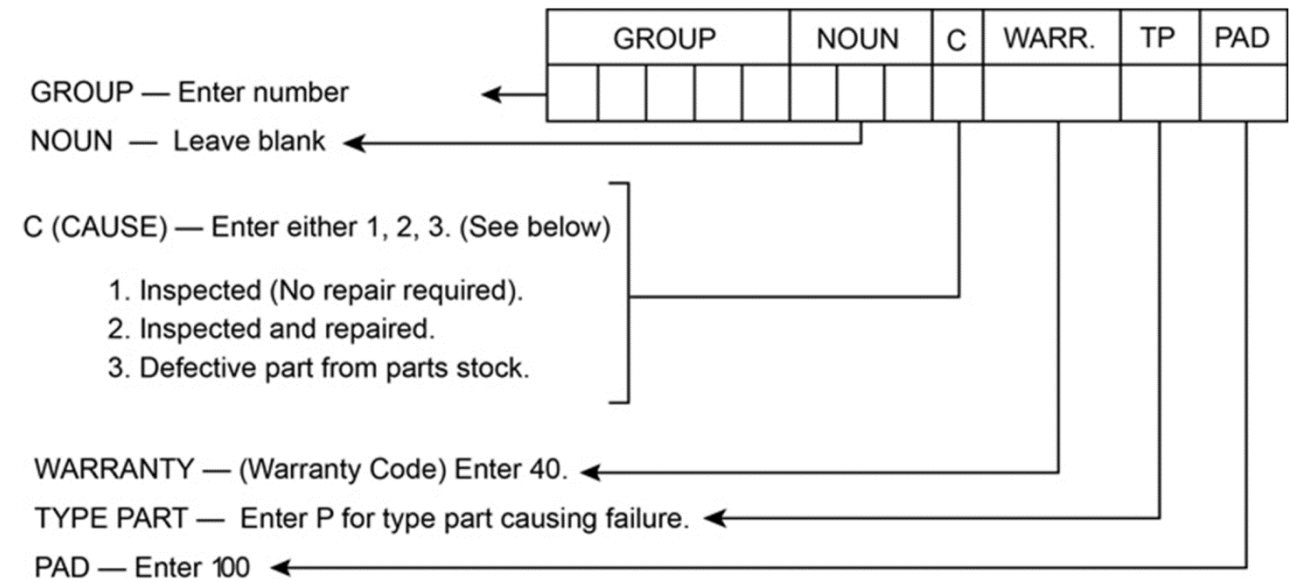 GROUP NOUN C WARR. TP PAD
GROUP — Enter number
NOUN — Leave blank
C (CAUSE) — Enter either 1, 2, 3. (See below)
1. Inspected (No repair required).
2. Inspected and repaired.
3. Defective part from parts stock.
WARRANTY — (Warranty Code) Enter 40.
TYPE PART — Enter P for type part causing failure.
PAD — Enter 100